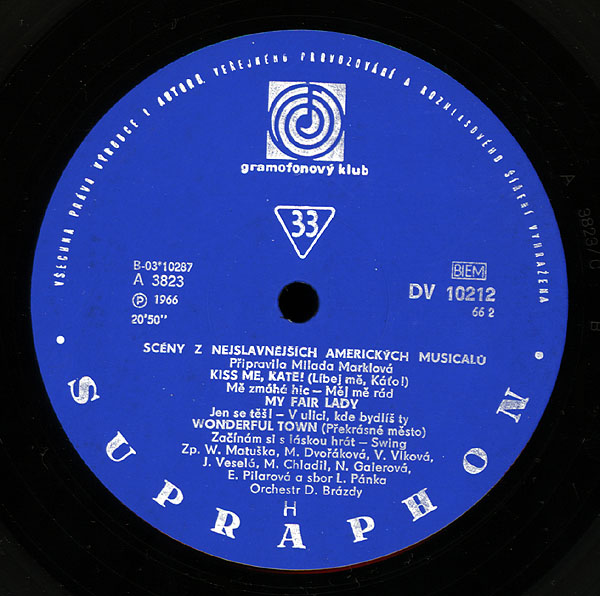 VŠECHNA PRÁVA VÝROBCE I AUTORŮ VEŘEJNÉHO PROVOZOVÁNÍ A ROZHLASOVÉHO ŠÍŘENÍ VYHRAŽENA
gramofonový klub
33
B-03*10287
A 3823
Ⓟ 1966
20'50"
BIEM
DV 10212
66 2
SCÉNY Z NEJSLAVNĚJŠÍCH AMERICKÝCH MUSICALŮ
Připravila Milada Marklová
KISS ME, KATE! (Líbej mě, Káťo!)
Mě zmáhá hic – Měj mě rád
MY FAIR LADY
Jen se těš! – V ulici, kde bydlíš ty
WONDERFUL TOWN (Překrásné město)
Začínám si s láskou hrát – Swing
Zp. W. Matuška, M. Dvořáková, V. Vlková,
J. Veselá, M. Chladil, N. Gaierová,
E. Pilarová a sbor L. Pánka
Orchestr D. Brázdy
H
SUPRAPHON